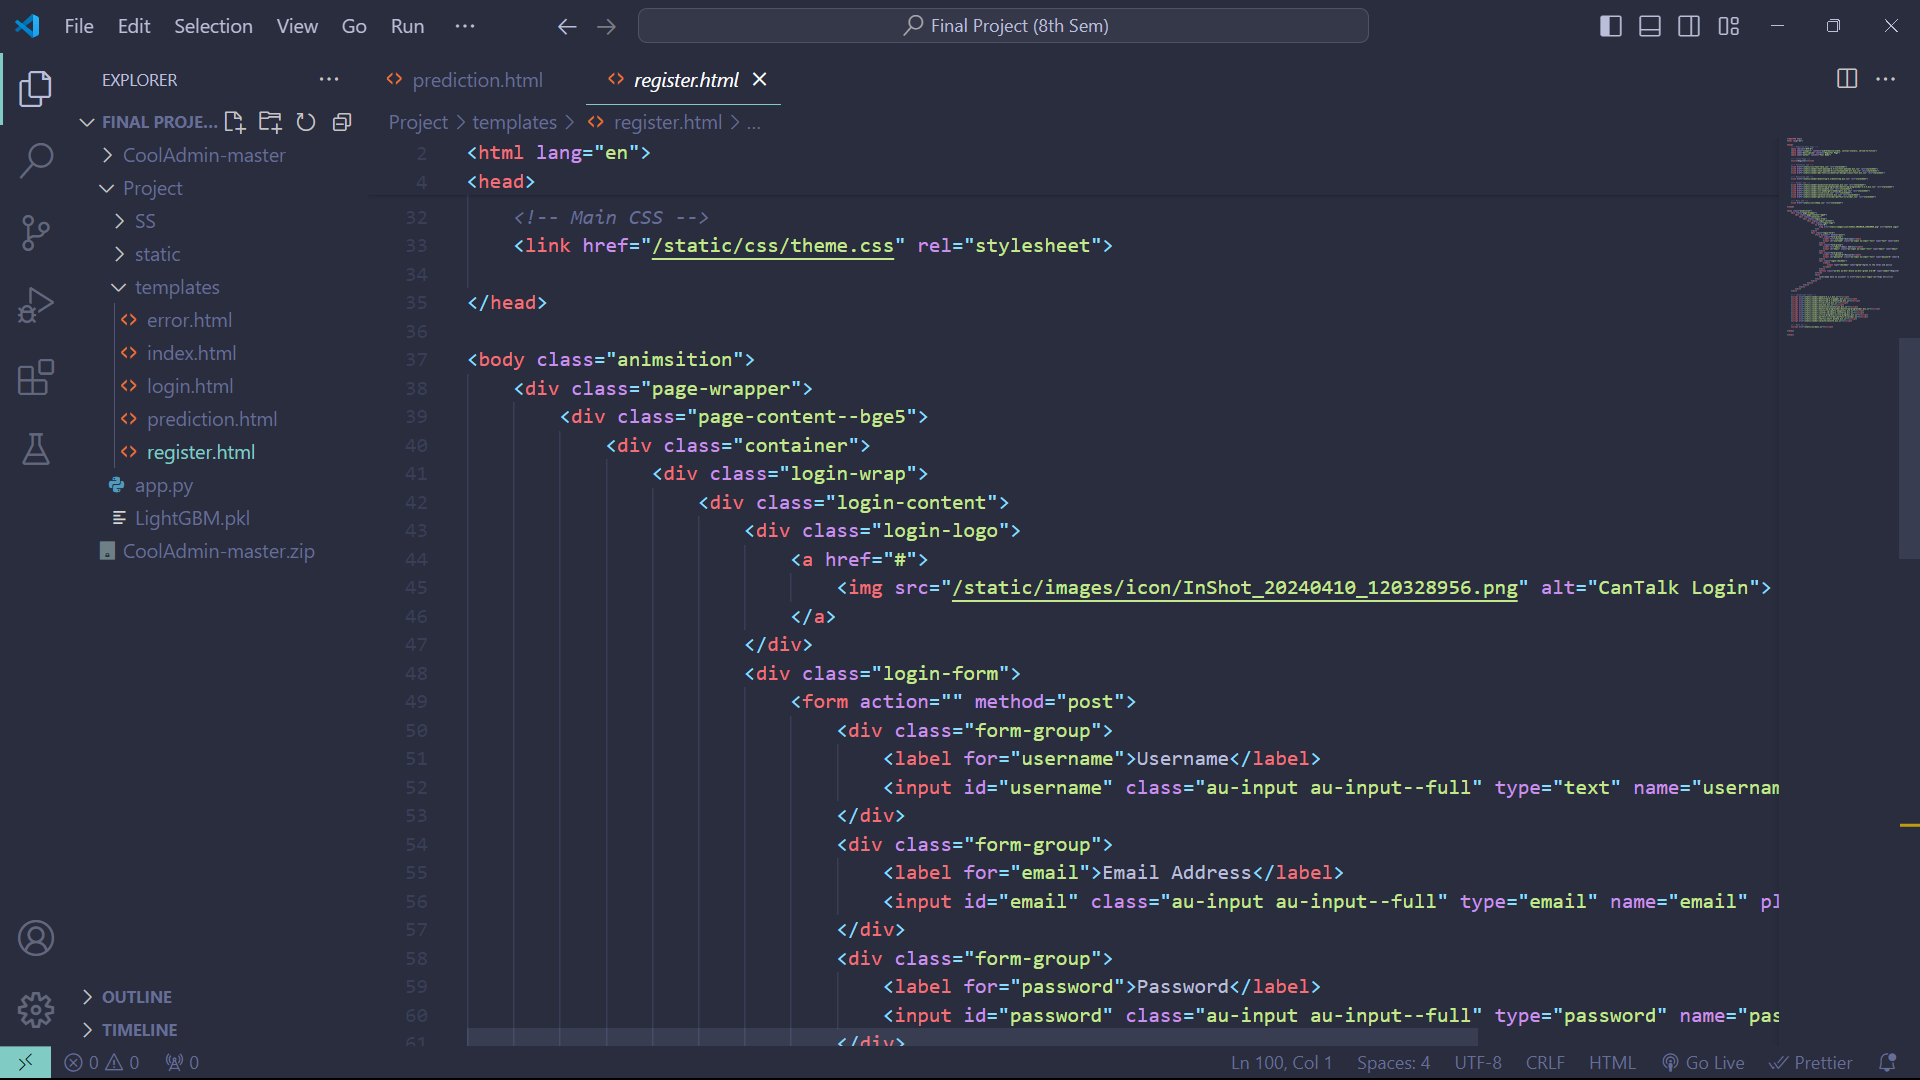 File Edit Selection View Go Run ··· Final Project (8th Sem)
EXPLORER ···
FINAL PROJE...
CoolAdmin-master
Project
SS
static
templates
error.html
index.html
login.html
prediction.html
register.html
app.py
LightGBM.pkl
CoolAdmin-master.zip
OUTLINE
TIMELINE
prediction.html register.html
Project > templates > register.html > ...
2 <html lang="en">
4 <head>
32 <!-- Main CSS -->
33 <link href="/static/css/theme.css" rel="stylesheet">
34
35 </head>
36
37 <body class="animsition">
38 <div class="page-wrapper">
39 <div class="page-content--bge5">
40 <div class="container">
41 <div class="login-wrap">
42 <div class="login-content">
43 <div class="login-logo">
44 <a href="#">
45 <img src="/static/images/icon/InShot_20240410_120328956.png" alt="CanTalk Login">
46 </a>
47 </div>
48 <div class="login-form">
49 <form action="" method="post">
50 <div class="form-group">
51 <label for="username">Username</label>
52 <input id="username" class="au-input au-input--full" type="text" name="usernam
53 </div>
54 <div class="form-group">
55 <label for="email">Email Address</label>
56 <input id="email" class="au-input au-input--full" type="email" name="email" pl
57 </div>
58 <div class="form-group">
59 <label for="password">Password</label>
60 <input id="password" class="au-input au-input--full" type="password" name="pas
61 </div>
0 0 0 Ln 100, Col 1 Spaces: 4 UTF-8 CRLF HTML Go Live Prettier